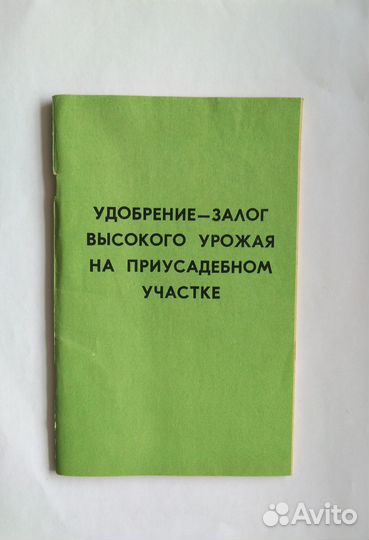 УДОБРЕНИЕ—ЗАЛОГ
ВЫСОКОГО УРОЖАЯ
НА ПРИУСАДЕБНОМ
УЧАСТКЕ
Avito